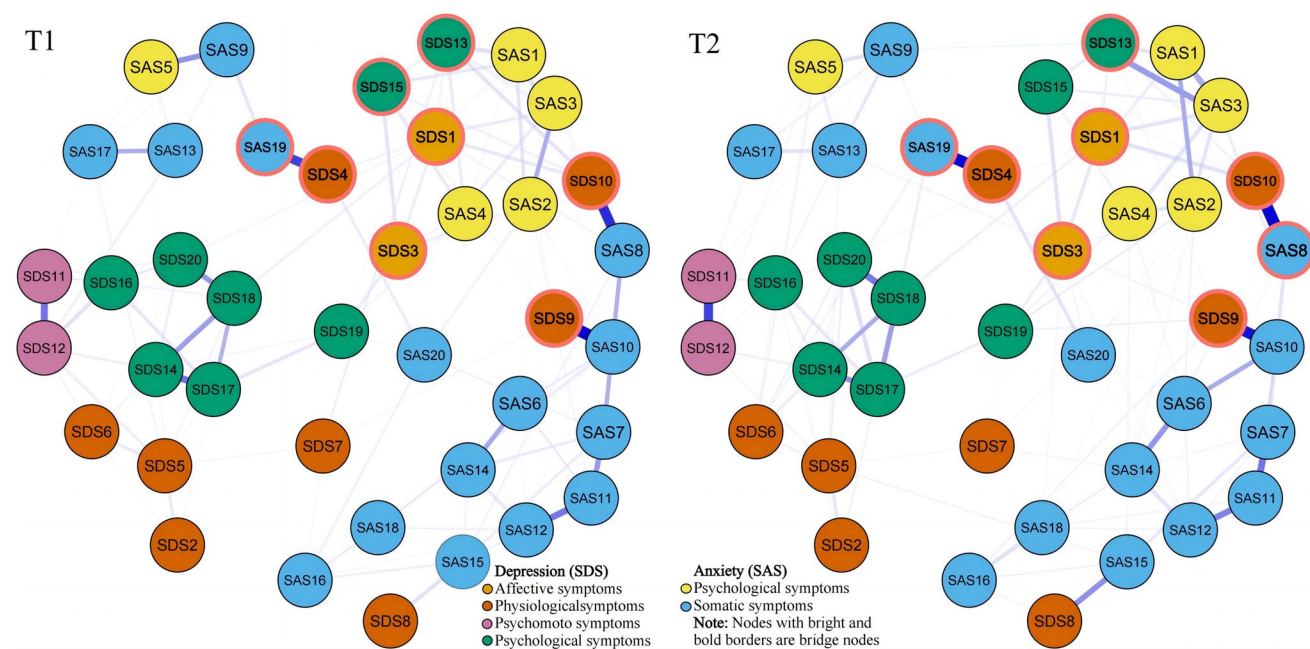 T1
SAS9
SAS5
SDS13
SAS1
SDS15
SAS3
SDS1
SAS17
SAS13
SAS19
SDS4
SDS10
SAS4
SAS2
SDS3
SAS8
SDS11
SDS16
SDS20
SDS18
SDS9
SDS19
SDS12
SAS10
SAS20
SDS14
SDS17
SAS6
SDS6
SAS7
SDS7
SDS5
SAS14
SAS11
SAS18
SAS12
SDS2
SAS15
SAS16
SDS8
T2
SAS9
SDS13
SAS1
SAS5
SDS15
SAS3
SDS1
SAS17
SAS13
SAS19
SDS4
SDS10
SAS4
SAS2
SDS3
SAS8
SDS11
SDS16
SDS20
SDS18
SDS9
SDS19
SDS12
SAS10
SAS20
SDS14
SDS17
SAS6
SDS6
SAS7
SDS7
SDS5
SAS14
SAS11
SAS18
SAS12
SDS2
SAS15
SAS16
SDS8
Depression (SDS)
Affective symptoms
Physiologicalsymptoms
Psychomoto symptoms
Psychological symptoms
Anxiety (SAS)
Psychological symptoms
Somatic symptoms
Note: Nodes with bright and
bold borders are bridge nodes